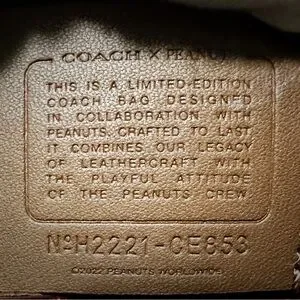 COACH × PEANUTS
THIS IS A LIMITED-EDITION
COACH BAG DESIGNED
IN COLLABORATION WITH
PEANUTS. CRAFTED TO LAST
IT COMBINES OUR LEGACY
OF LEATHERCRAFT WITH
THE PLAYFUL ATTITUDE
OF THE PEANUTS CREW.
NºH2221-CE853
©2022 PEANUTS WORLDWIDE